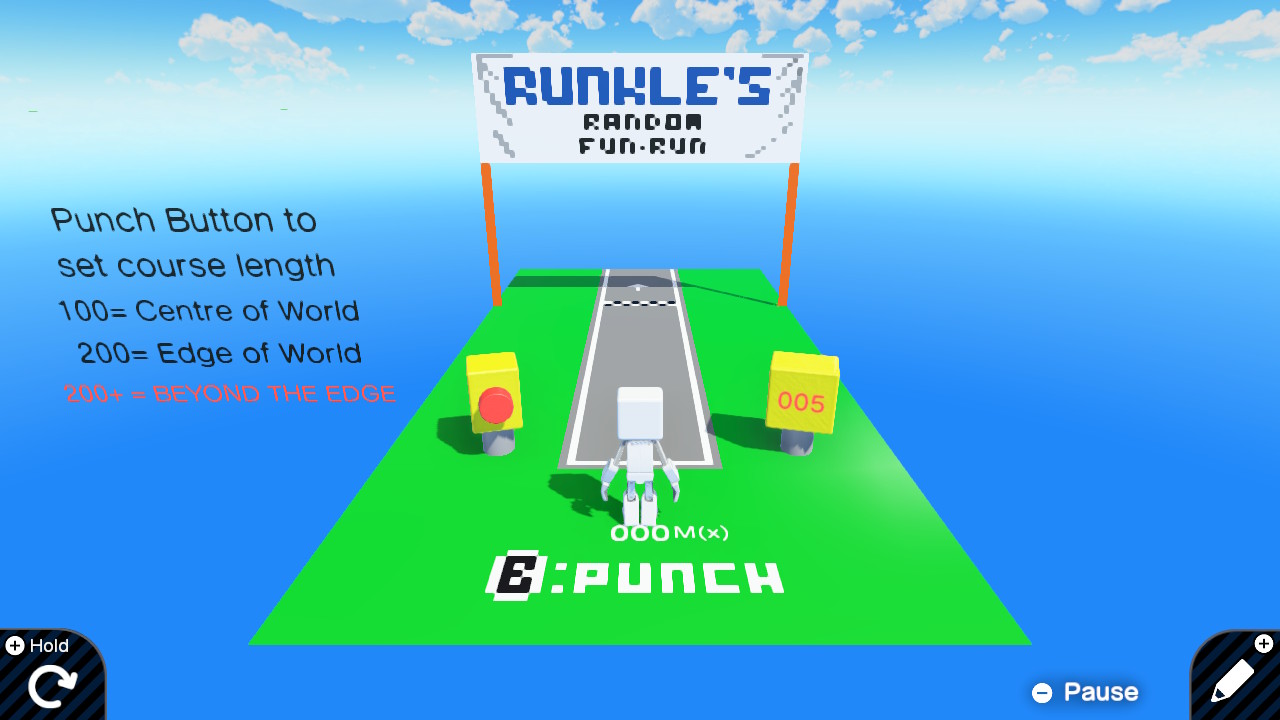 RUNKLE'S
RANDOM
FUN·RUN
Punch Button to
set course length
100= Centre of World
200= Edge of World
200+ = BEYOND THE EDGE
005
000M(x)
B:PUNCH
Hold
Pause